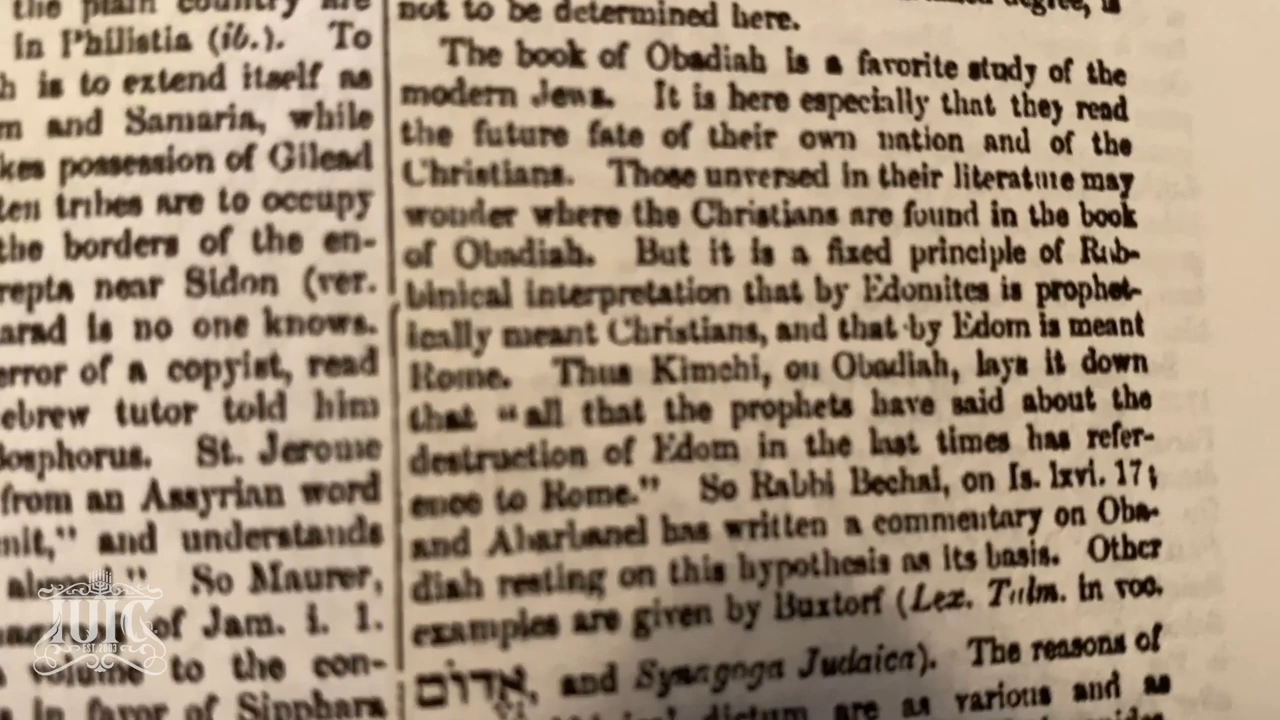 the plain country are
in Philistia (ib.). To
h is to extend itself as
m and Samaria, while
kes possession of Gilead
ten tribes are to occupy
the borders of the en-
repta near Sidon (ver.
arad is no one knows.
error of a copyist, read
ebrew tutor told him
Bosphorus. St. Jerome
from an Assyrian word
mit," and understands
So Maurer,
of Jam. i. 1.
volume to the con-
in favor of Sipphara
degree, is
not to be determined here.
The book of Obadiah is a favorite study of the
modern Jews. It is here especially that they read
the future fate of their own nation and of the
Christians. Those unversed in their literature may
wonder where the Christians are found in the book
of Obadiah. But it is a fixed principle of Rab-
binical interpretation that by Edomites is prophet-
ically meant Christians, and that by Edom is meant
Rome. Thus Kimchi, on Obadiah, lays it down
that "all that the prophets have said about the
destruction of Edom in the last times has refer-
ence to Rome." So Rabbi Bechai, on Is. lxvi. 17;
and Abarbanel has written a commentary on Oba-
diah resting on this hypothesis as its basis. Other
examples are given by Buxtorf (Lex. Talm. in voc.
אֱדוֹם, and Synagoga Judaica). The reasons of
dictum are as various and as
IUIC
EST. 2003